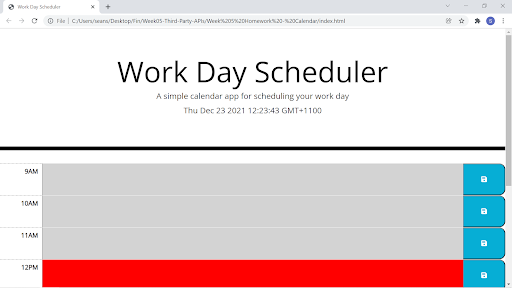 Work Day Scheduler
File | C:/Users/seans/Desktop/Fin/Week05-Third-Party-APIs/Week%205%20Homework%20-%20Calendar/index.html
Work Day Scheduler
A simple calendar app for scheduling your work day
Thu Dec 23 2021 12:23:43 GMT+1100
9AM
10AM
11AM
12PM